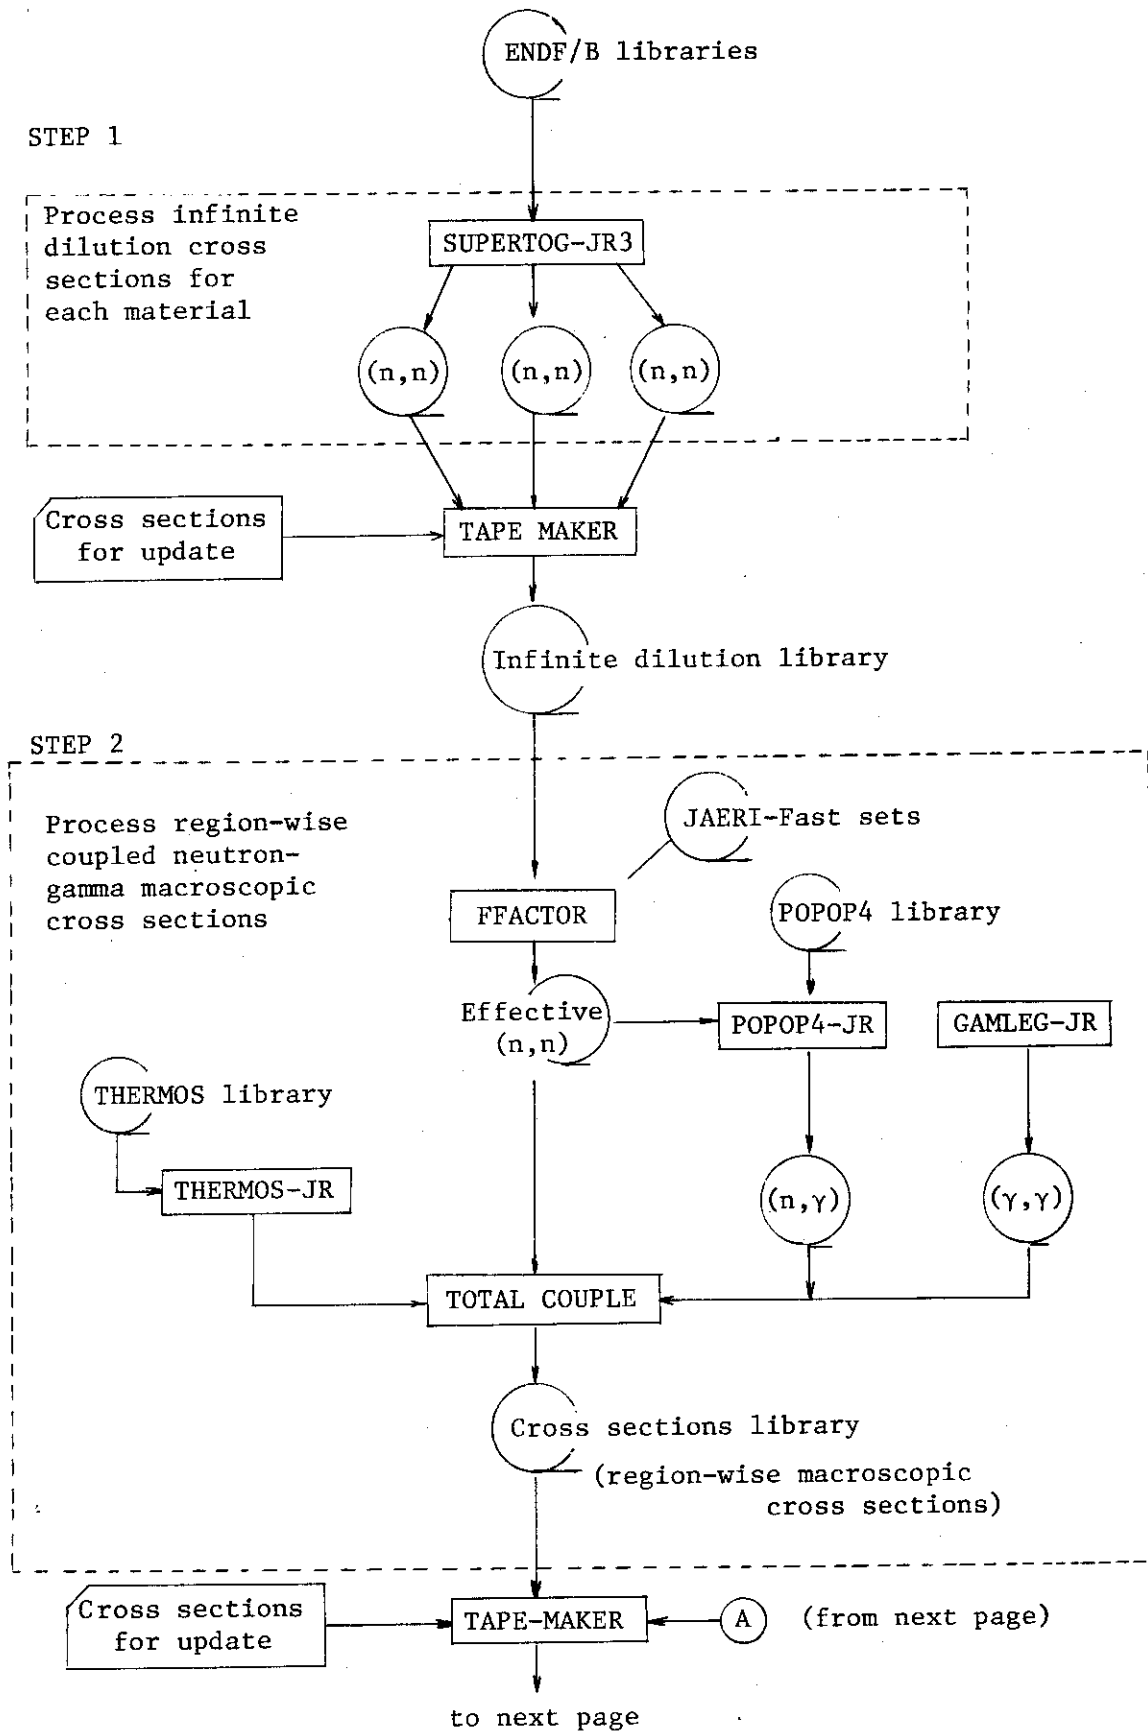 ENDF/B libraries
STEP 1
Process infinite
dilution cross
sections for
each material
SUPERTOG-JR3
(n,n)
(n,n)
(n,n)
Cross sections
for update
TAPE MAKER
Infinite dilution library
STEP 2
Process region-wise
coupled neutron-
gamma macroscopic
cross sections
JAERI-Fast sets
FFACTOR
POPOP4 library
Effective
(n,n)
POPOP4-JR
GAMLEG-JR
THERMOS library
THERMOS-JR
(n,γ)
(γ,γ)
TOTAL COUPLE
Cross sections library
(region-wise macroscopic
cross sections)
Cross sections
for update
TAPE-MAKER
A
(from next page)
to next page